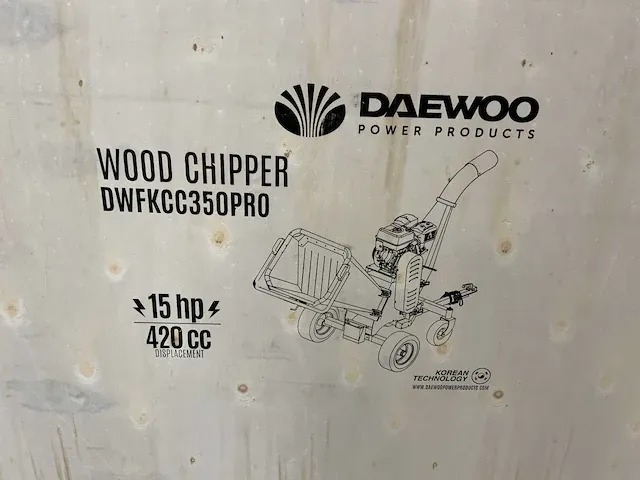 DAEWOO
POWER PRODUCTS
WOOD CHIPPER
DWFKCC350PRO
15 hp
420 cc
DISPLACEMENT
KOREAN
TECHNOLOGY
WWW.DAEWOOPOWERPRODUCTS.COM